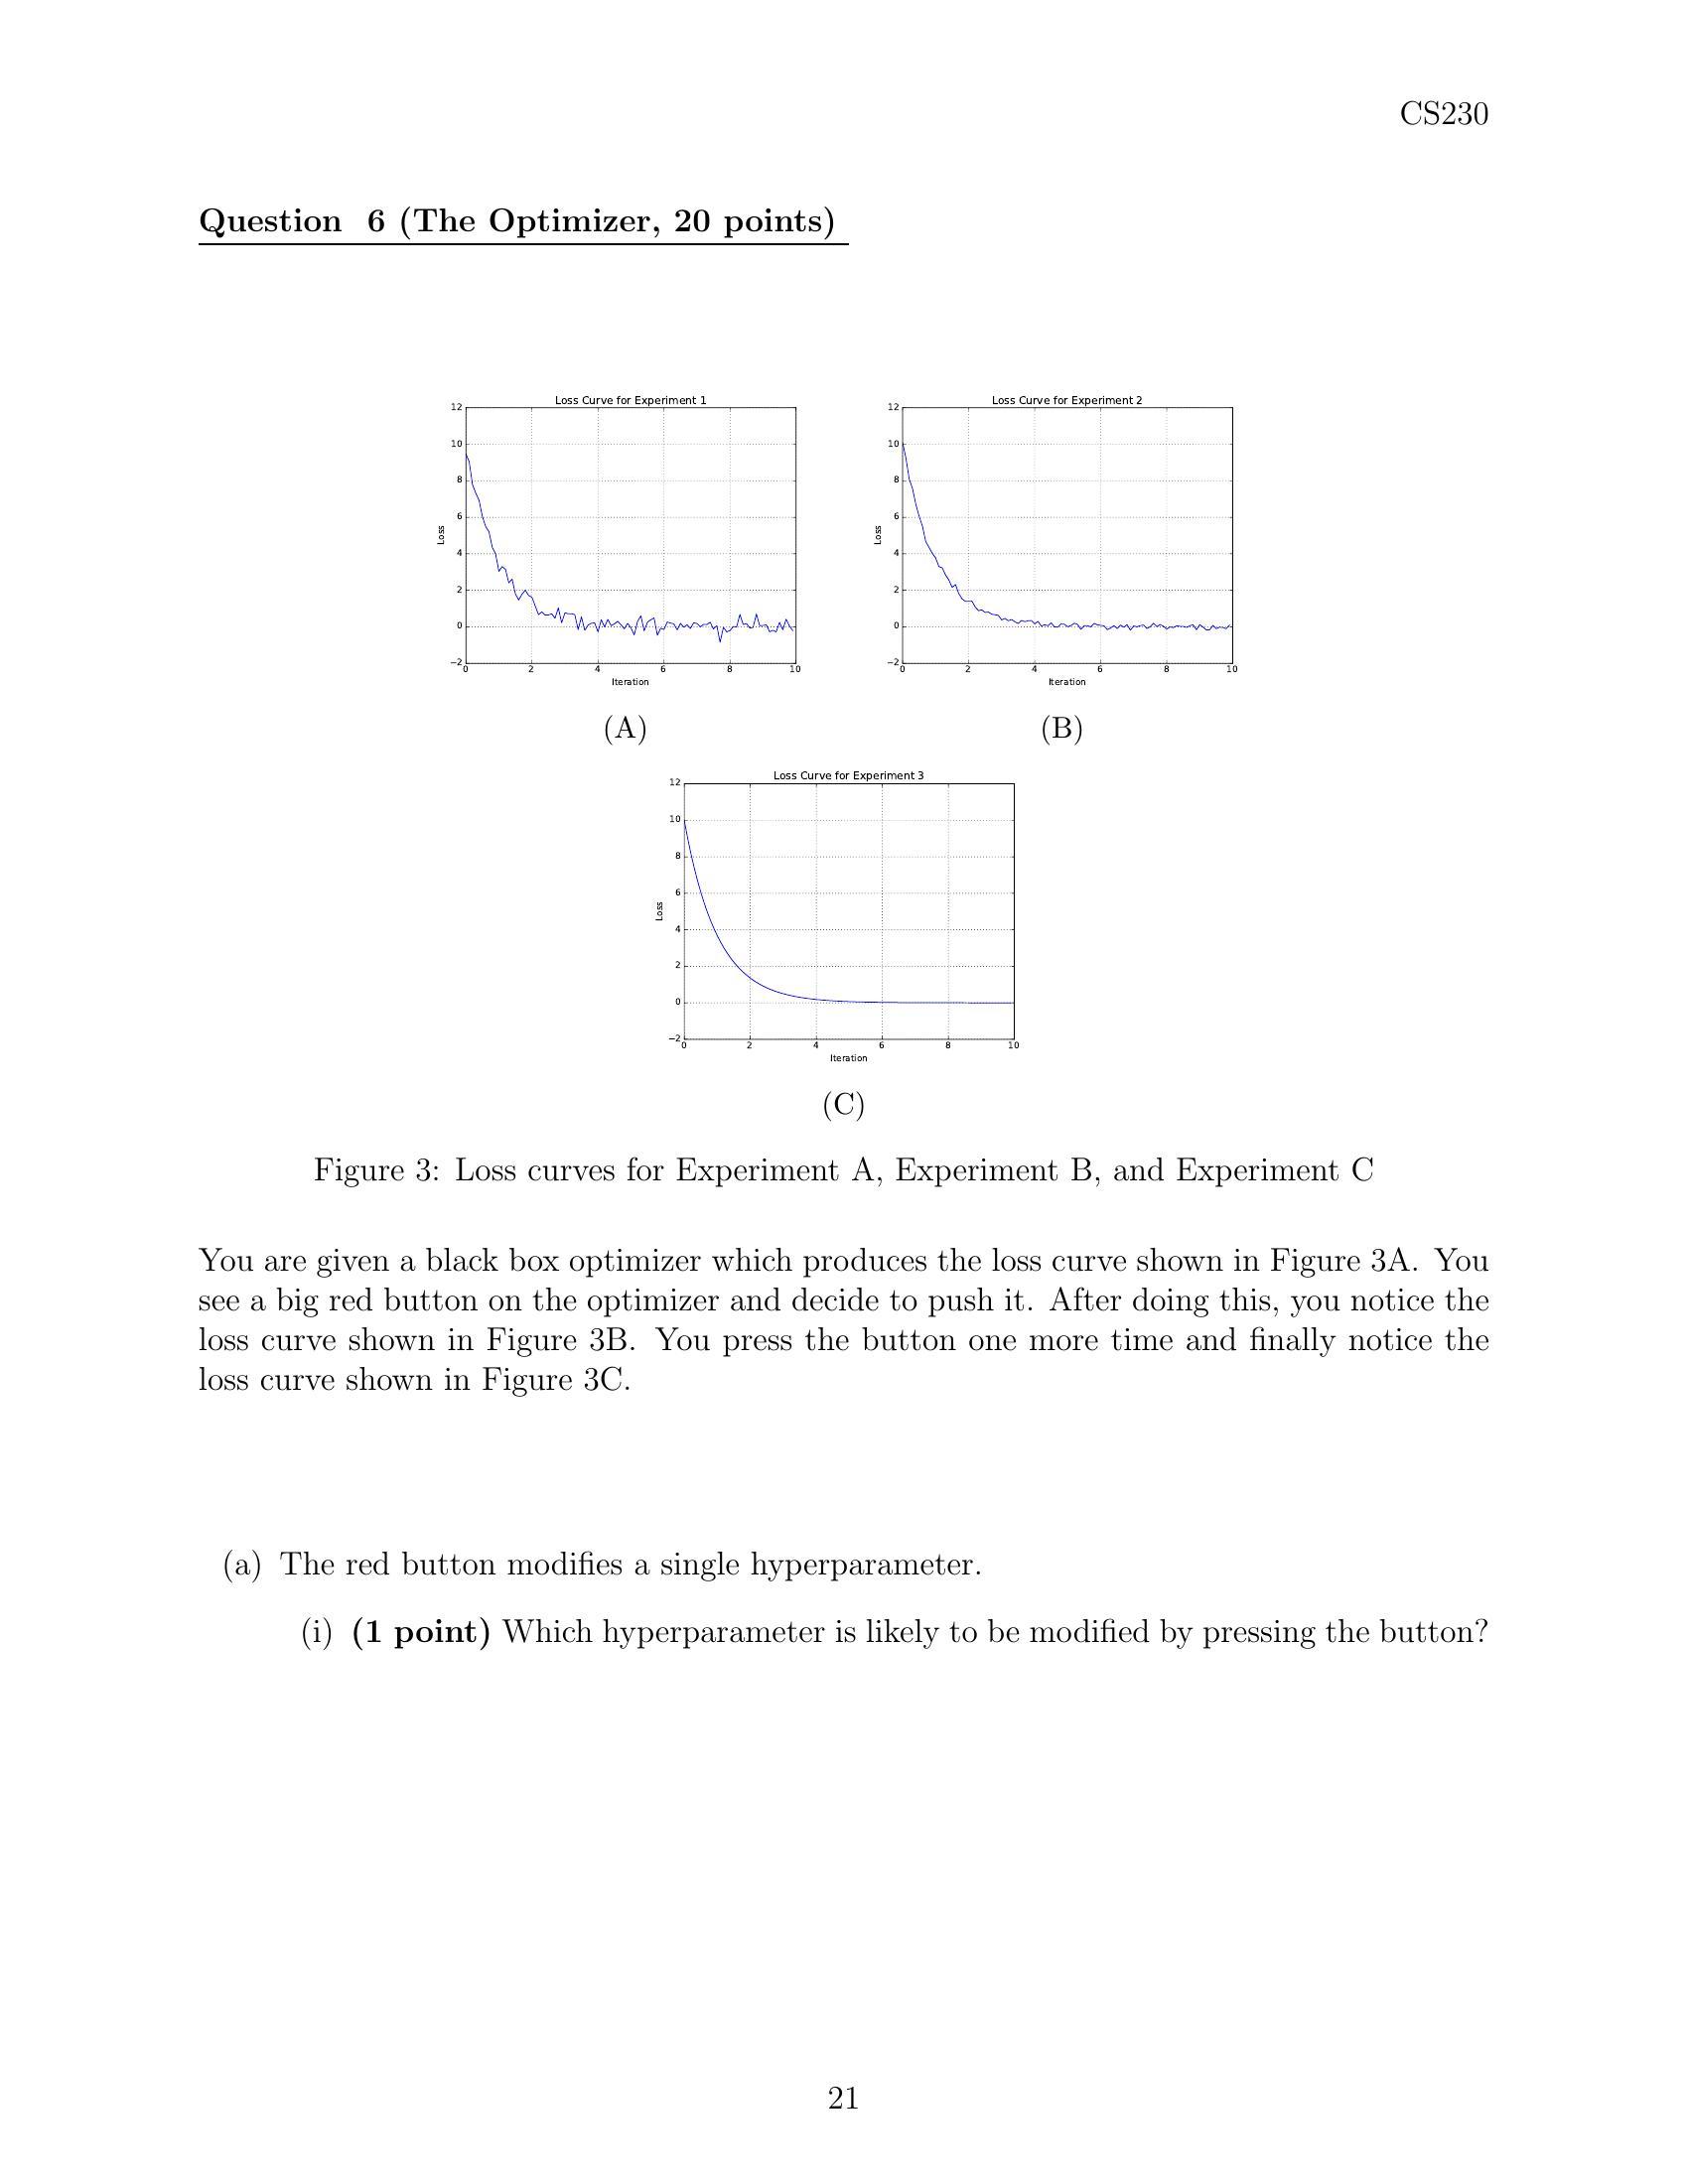 CS230
Question 6 (The Optimizer, 20 points)
Loss Curve for Experiment 1
12
10
8
6
4
2
0
−2
Loss
0 2 4 6 8 10
Iteration
(A)
Loss Curve for Experiment 2
12
10
8
6
4
2
0
−2
Loss
0 2 4 6 8 10
Iteration
(B)
Loss Curve for Experiment 3
12
10
8
6
4
2
0
−2
Loss
0 2 4 6 8 10
Iteration
(C)
Figure 3: Loss curves for Experiment A, Experiment B, and Experiment C
You are given a black box optimizer which produces the loss curve shown in Figure 3A. You
see a big red button on the optimizer and decide to push it. After doing this, you notice the
loss curve shown in Figure 3B. You press the button one more time and finally notice the
loss curve shown in Figure 3C.
(a) The red button modifies a single hyperparameter.
(i) (1 point) Which hyperparameter is likely to be modified by pressing the button?
21